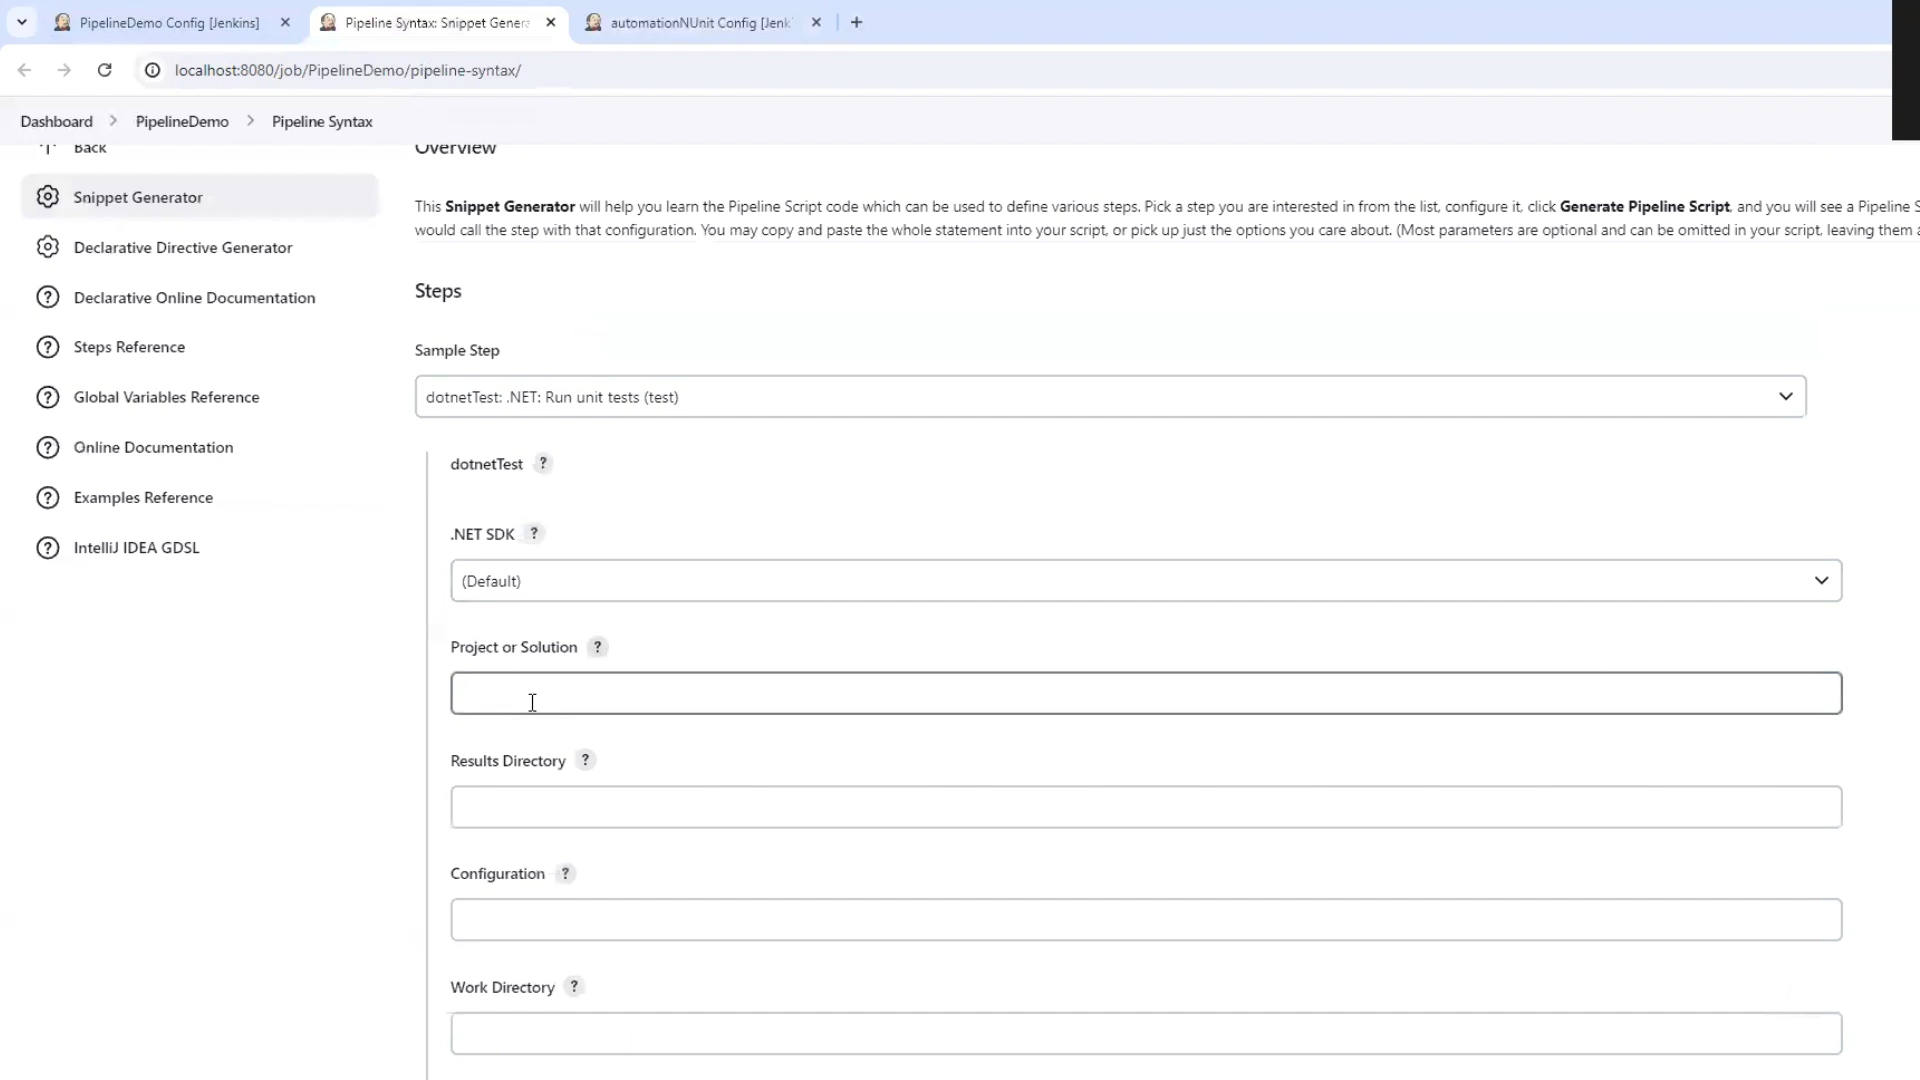 PipelineDemo Config [Jenkins]
Pipeline Syntax: Snippet Genera
automationNUnit Config [Jenk
localhost:8080/job/PipelineDemo/pipeline-syntax/
Dashboard > PipelineDemo > Pipeline Syntax
Back
Snippet Generator
Declarative Directive Generator
Declarative Online Documentation
Steps Reference
Global Variables Reference
Online Documentation
Examples Reference
IntelliJ IDEA GDSL
Overview
This Snippet Generator will help you learn the Pipeline Script code which can be used to define various steps. Pick a step you are interested in from the list, configure it, click Generate Pipeline Script, and you will see a Pipeline S
would call the step with that configuration. You may copy and paste the whole statement into your script, or pick up just the options you care about. (Most parameters are optional and can be omitted in your script, leaving them a
Steps
Sample Step
dotnetTest: .NET: Run unit tests (test)
dotnetTest ?
.NET SDK ?
(Default)
Project or Solution ?
Results Directory ?
Configuration ?
Work Directory ?